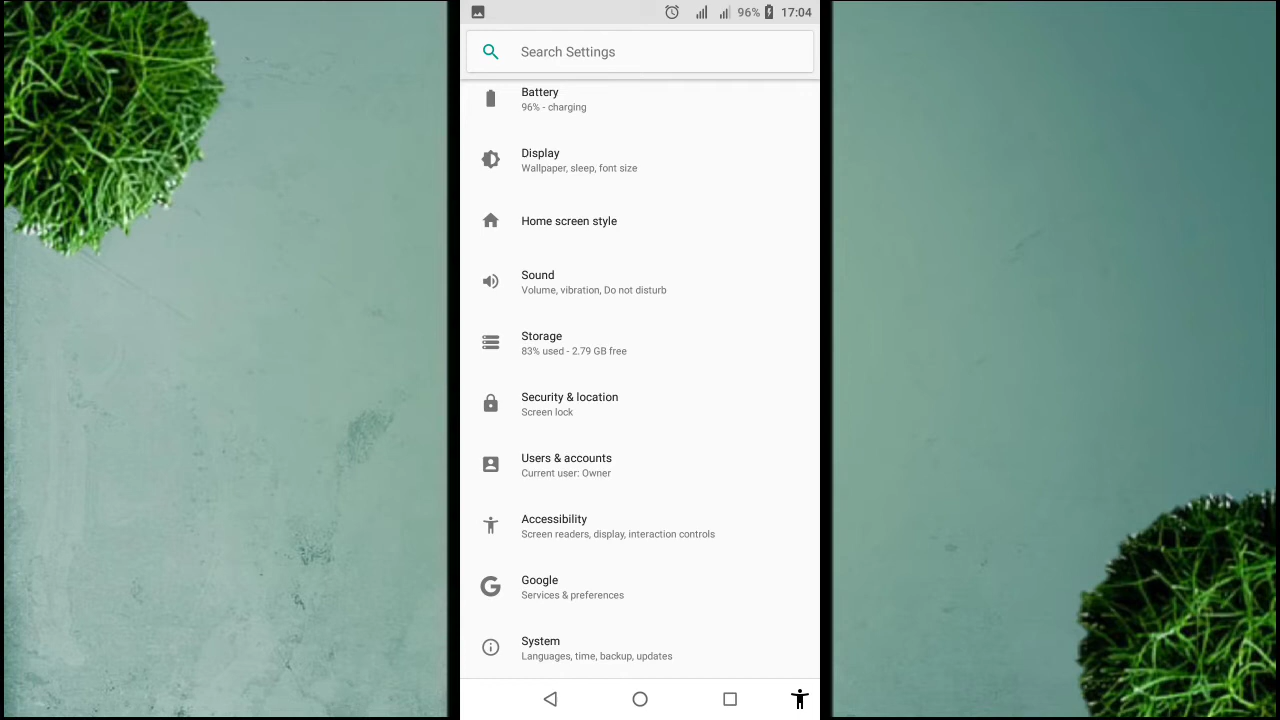 96% 17:04
Search Settings
Battery
96% - charging
Display
Wallpaper, sleep, font size
Home screen style
Sound
Volume, vibration, Do not disturb
Storage
83% used - 2.79 GB free
Security & location
Screen lock
Users & accounts
Current user: Owner
Accessibility
Screen readers, display, interaction controls
Google
Services & preferences
System
Languages, time, backup, updates